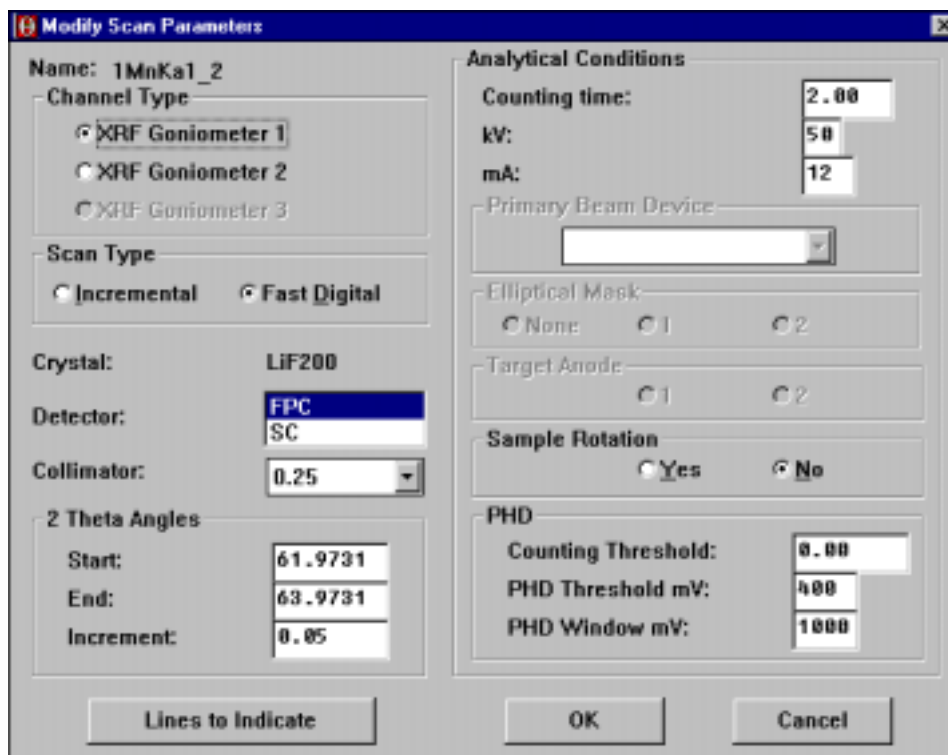 Modify Scan Parameters
Name: 1MnKa1_2
Channel Type
XRF Goniometer 1
XRF Goniometer 2
XRF Goniometer 3
Scan Type
Incremental Fast Digital
Crystal: LiF200
Detector: FPC
SC
Collimator: 0.25
2 Theta Angles
Start: 61.9731
End: 63.9731
Increment: 0.05
Lines to Indicate
Analytical Conditions
Counting time: 2.00
kV: 50
mA: 12
Primary Beam Device
Elliptical Mask
None 1 2
Target Anode
1 2
Sample Rotation
Yes No
PHD
Counting Threshold: 0.00
PHD Threshold mV: 400
PHD Window mV: 1000
OK Cancel